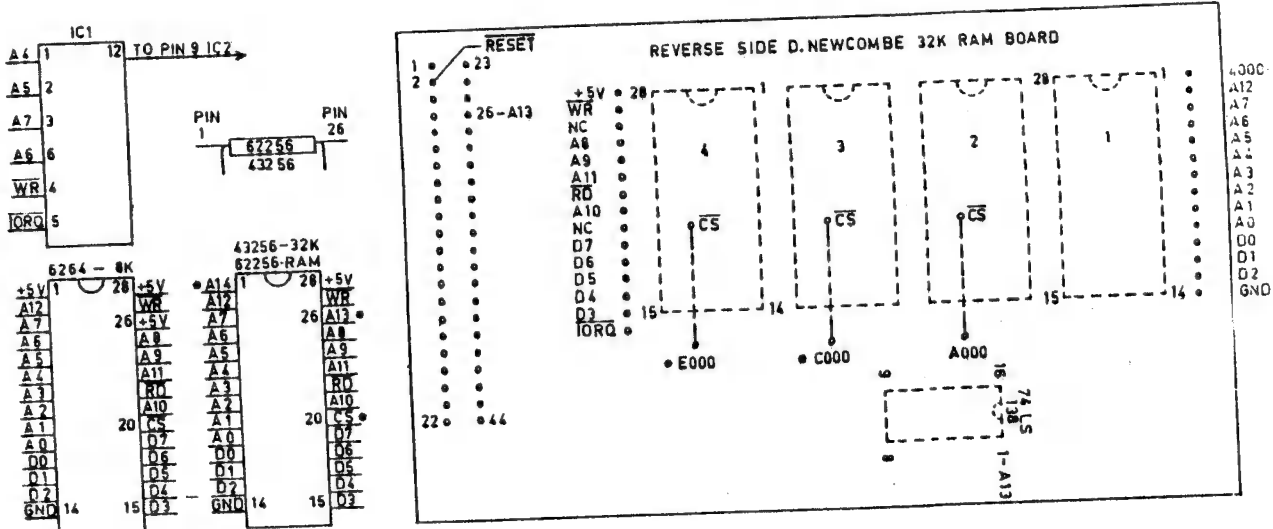 IC1
A4 1 12 TO PIN 9 IC2
A5 2
A7 3
A6 6
WR 4
IORQ 5
PIN 1
PIN 26
62256
43256
6264 - 8K
+5V 1 28 +5V
A12 WR
A7 26 +5V
A6 A8
A5 A9
A4 A11
A3 RD
A2 A10
A1 20 CS
A0 D7
D0 D6
D1 D5
D2 D4
GND 14 15 D3
43256-32K
62256-RAM
A14 1 28 +5V
A12 WR
A7 26 A13
A6 A8
A5 A9
A4 A11
A3 RD
A2 A10
A1 20 CS
A0 D7
D0 D6
D1 D5
D2 D4
GND 14 15 D3
RESET
REVERSE SIDE D.NEWCOMBE 32K RAM BOARD
1 23
2
26-A13
22 44
+5V 28 1
WR
NC
A8
A9
A11
RD
A10
NC
D7
D6
D5
D4
D3 15 14
IORQ
4 3 2 1
CS CS CS
E000 C000 A000
28 1
15 14
4000-
A12
A7
A6
A5
A4
A3
A2
A1
A0
D0
D1
D2
GND
9 16
74 LS
138
8 1-A13